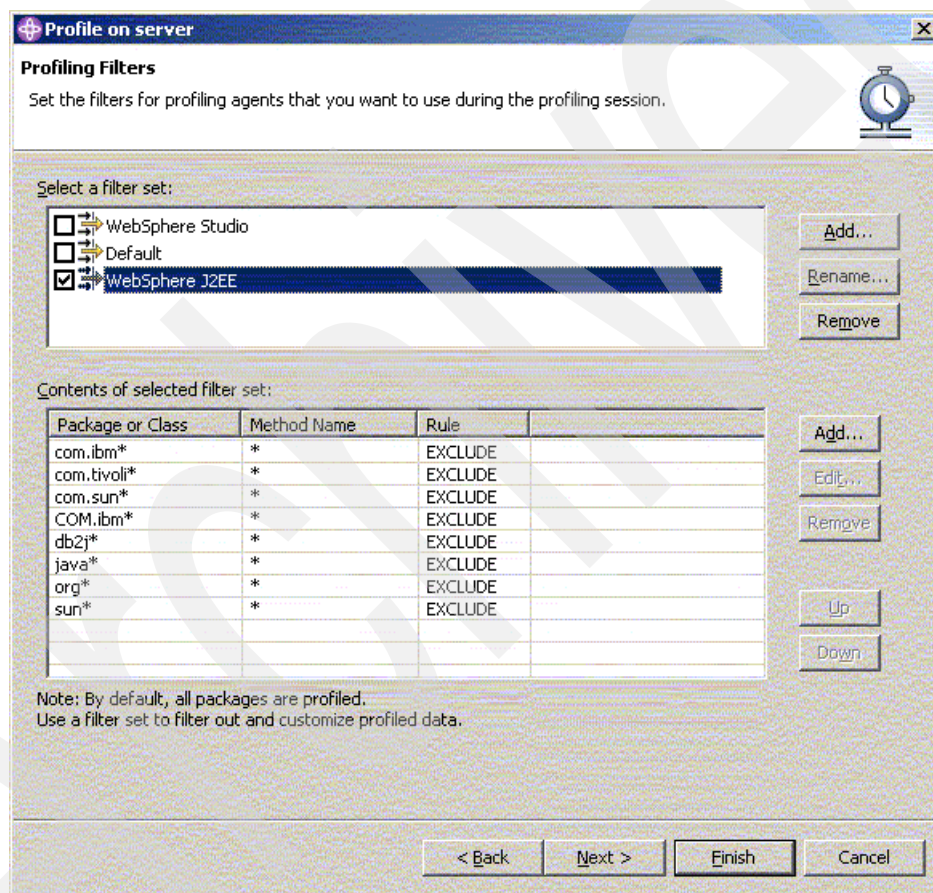 Profile on server
Profiling Filters
Set the filters for profiling agents that you want to use during the profiling session.
Select a filter set:
WebSphere Studio
Default
WebSphere J2EE
Add...
Rename...
Remove
Contents of selected filter set:
Package or Class Method Name Rule
com.ibm* * EXCLUDE
com.tivoli* * EXCLUDE
com.sun* * EXCLUDE
COM.ibm* * EXCLUDE
db2j* * EXCLUDE
java* * EXCLUDE
org* * EXCLUDE
sun* * EXCLUDE
Add...
Edit...
Remove
Up
Down
Note: By default, all packages are profiled.
Use a filter set to filter out and customize profiled data.
< Back Next > Finish Cancel